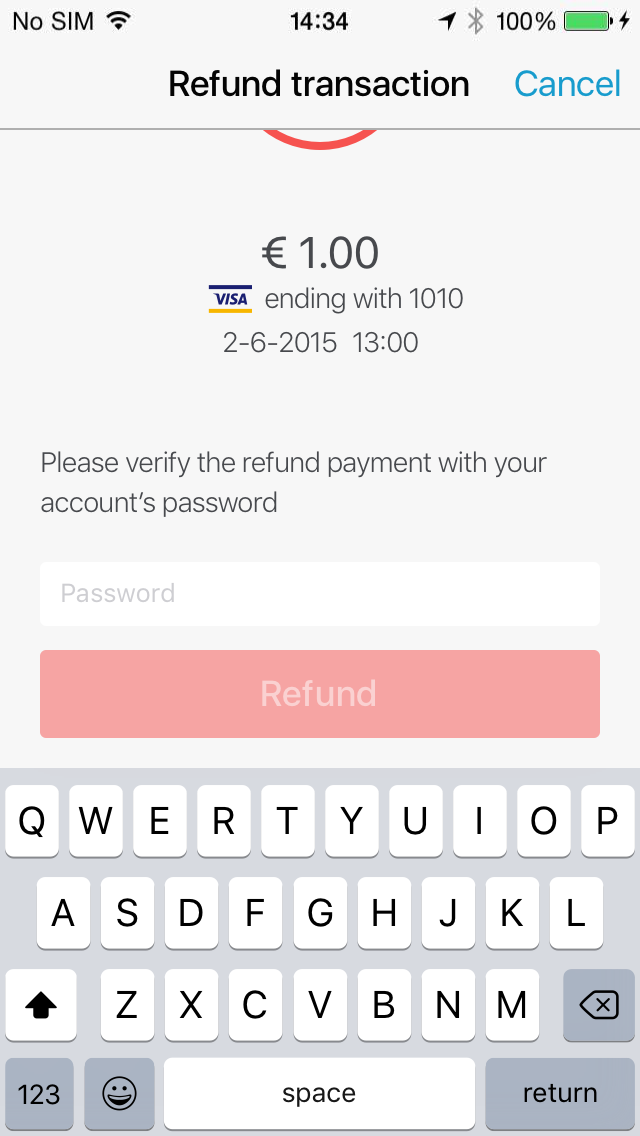 No SIM 14:34 100%
Refund transaction Cancel
€ 1.00
VISA ending with 1010
2-6-2015 13:00
Please verify the refund payment with your
account’s password
Password
Refund
Q W E R T Y U I O P
A S D F G H J K L
Z X C V B N M
123 space return